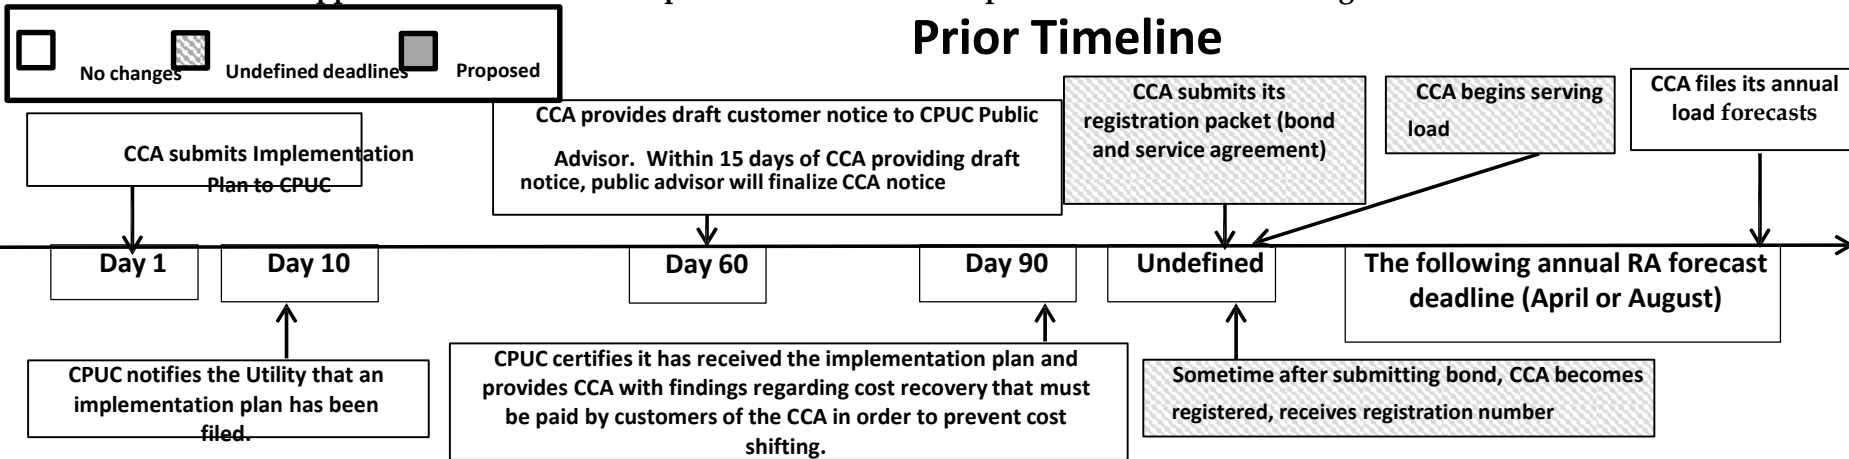 Prior Timeline
No changes
Undefined deadlines
Proposed
CCA submits Implementation
Plan to CPUC
CCA provides draft customer notice to CPUC Public
Advisor. Within 15 days of CCA providing draft
notice, public advisor will finalize CCA notice
CCA submits its
registration packet (bond
and service agreement)
CCA begins serving
load
CCA files its annual
load forecasts
Day 1
Day 10
Day 60
Day 90
Undefined
The following annual RA forecast
deadline (April or August)
CPUC notifies the Utility that an
implementation plan has been
filed.
CPUC certifies it has received the implementation plan and
provides CCA with findings regarding cost recovery that must
be paid by customers of the CCA in order to prevent cost
shifting.
Sometime after submitting bond, CCA becomes
registered, receives registration number